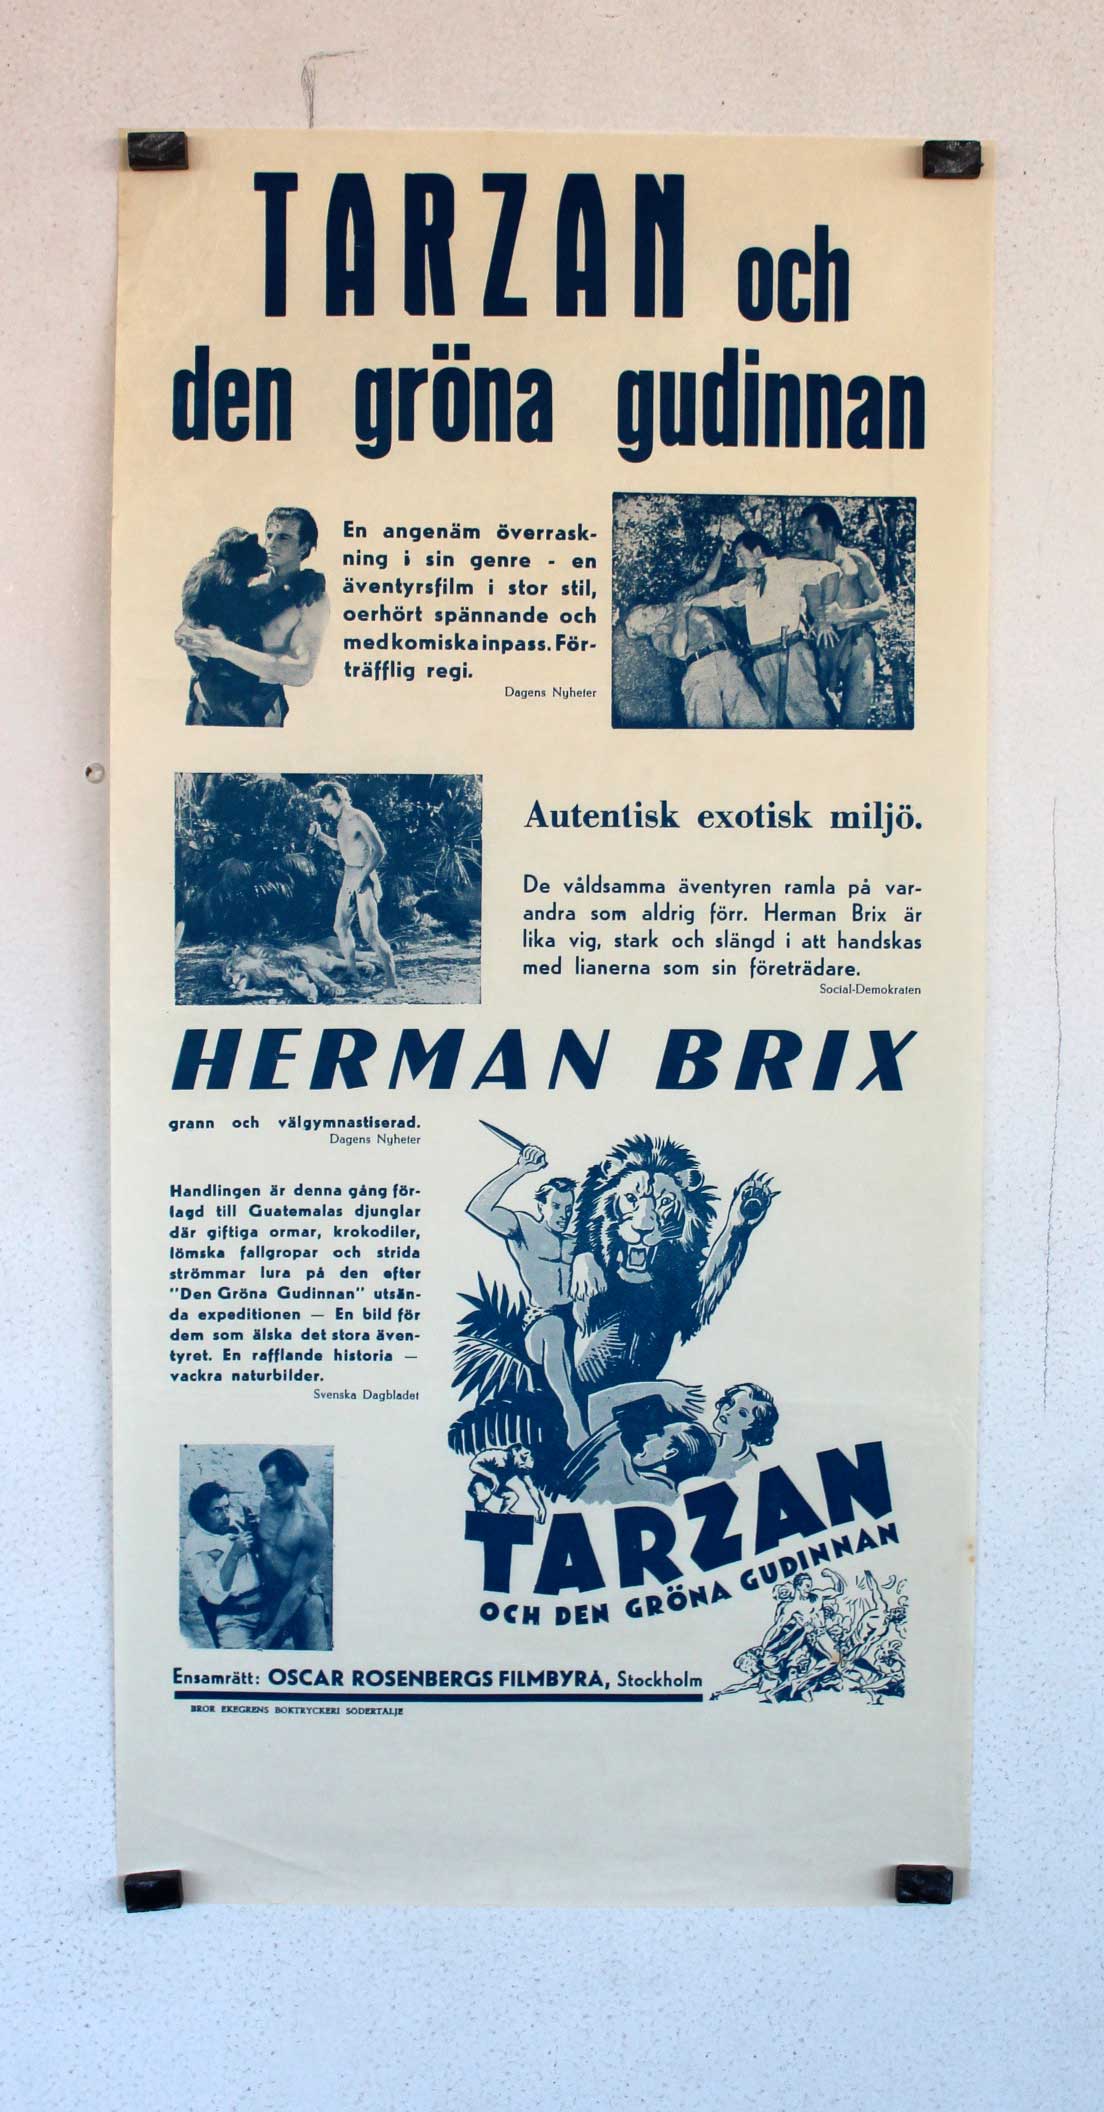 TARZAN och
den gröna gudinnan
En angenäm överrask-
ning i sin genre - en
äventyrsfilm i stor stil,
oerhört spännande och
med komiska inpass. För-
träfflig regi.
Dagens Nyheter
Autentisk exotisk miljö.
De våldsamma äventyren ramla på var-
andra som aldrig förr. Herman Brix är
lika vig, stark och slängd i att handskas
med lianerna som sin företrädare.
Social-Demokraten
HERMAN BRIX
grann och välgymnastiserad.
Dagens Nyheter
Handlingen är denna gång för-
lagd till Guatemalas djunglar
där giftiga ormar, krokodiler,
lömska fallgropar och strida
strömmar lura på den efter
"Den Gröna Gudinnan" utsän-
da expeditionen — En bild för
dem som älska det stora även-
tyret. En rafflande historia —
vackra naturbilder.
Svenska Dagbladet
TARZAN
OCH DEN GRÖNA GUDINNAN
Ensamrätt: OSCAR ROSENBERGS FILMBYRÅ, Stockholm
BROR EKEGRENS BOKTRYCKERI SÖDERTÄLJE